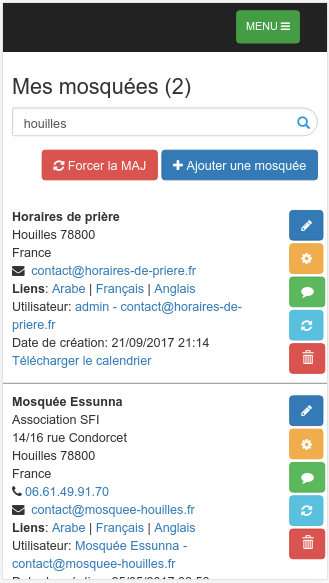 MENU
Mes mosquées (2)
houilles
Forcer la MAJ
Ajouter une mosquée
Horaires de prière
Houilles 78800
France
contact@horaires-de-priere.fr
Liens: Arabe | Français | Anglais
Utilisateur: admin - contact@horaires-de-
priere.fr
Date de création: 21/09/2017 21:14
Télécharger le calendrier
Mosquée Essunna
Association SFI
14/16 rue Condorcet
Houilles 78800
France
06.61.49.91.70
contact@mosquee-houilles.fr
Liens: Arabe | Français | Anglais
Utilisateur: Mosquée Essunna -
contact@mosquee-houilles.fr